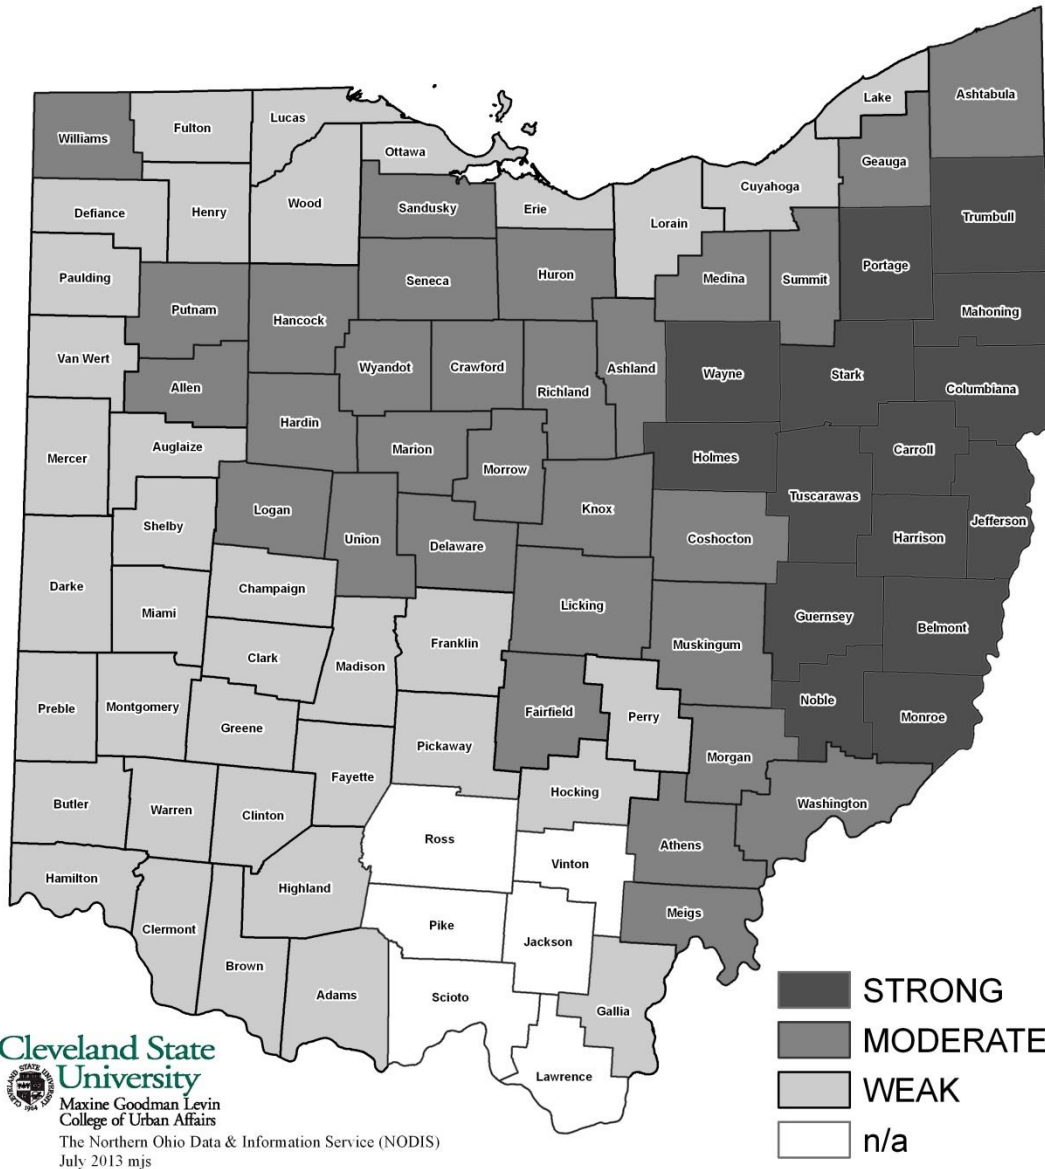 Lake
Ashtabula
Williams
Fulton
Lucas
Ottawa
Geauga
Cuyahoga
Defiance
Henry
Wood
Sandusky
Erie
Lorain
Trumbull
Paulding
Seneca
Huron
Medina
Summit
Portage
Putnam
Hancock
Mahoning
Van Wert
Allen
Wyandot
Crawford
Richland
Ashland
Wayne
Stark
Columbiana
Mercer
Auglaize
Hardin
Marion
Morrow
Holmes
Carroll
Tuscarawas
Shelby
Logan
Union
Delaware
Knox
Coshocton
Harrison
Jefferson
Darke
Miami
Champaign
Licking
Guernsey
Belmont
Clark
Madison
Franklin
Muskingum
Preble
Montgomery
Greene
Pickaway
Fairfield
Perry
Noble
Monroe
Fayette
Morgan
Butler
Warren
Clinton
Hocking
Washington
Ross
Vinton
Athens
Hamilton
Highland
Clermont
Pike
Jackson
Meigs
Brown
Adams
Scioto
Gallia
Lawrence
STRONG
MODERATE
WEAK
n/a
Cleveland State
University
CLEVELAND STATE UNIVERSITY
1964
Maxine Goodman Levin
College of Urban Affairs
The Northern Ohio Data & Information Service (NODIS)
July 2013 mjs